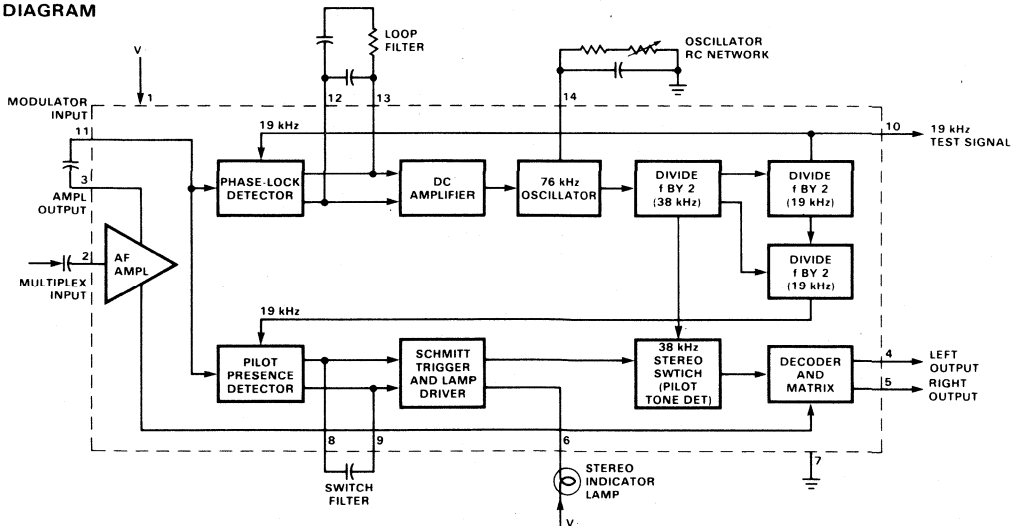 DIAGRAM
LOOP
FILTER
OSCILLATOR
RC NETWORK
V
1
12
13
14
MODULATOR
INPUT
11
19 kHz
10
19 kHz
TEST SIGNAL
3
AMPL
OUTPUT
PHASE-LOCK
DETECTOR
DC
AMPLIFIER
76 kHz
OSCILLATOR
DIVIDE
f BY 2
(38 kHz)
DIVIDE
f BY 2
(19 kHz)
2
AF
AMPL
MULTIPLEX
INPUT
DIVIDE
f BY 2
(19 kHz)
19 kHz
PILOT
PRESENCE
DETECTOR
SCHMITT
TRIGGER
AND LAMP
DRIVER
38 kHz
STEREO
SWTICH
(PILOT
TONE DET)
DECODER
AND
MATRIX
4
LEFT
OUTPUT
5
RIGHT
OUTPUT
8
9
6
7
SWITCH
FILTER
STEREO
INDICATOR
LAMP
V